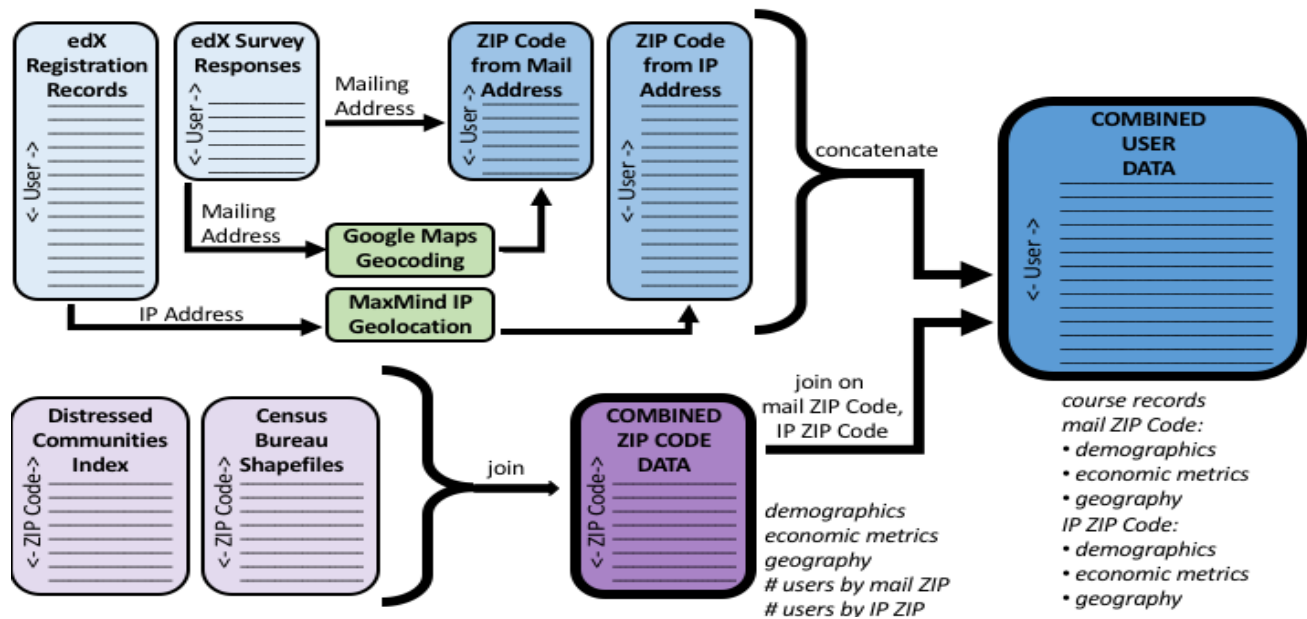 edX
Registration
Records
<- User ->
edX Survey
Responses
<- User ->
Mailing
Address
ZIP Code
from Mail
Address
<- User ->
ZIP Code
from IP
Address
<- User ->
Mailing
Address
Google Maps
Geocoding
IP Address
MaxMind IP
Geolocation
concatenate
COMBINED
USER
DATA
<- User ->
Distressed
Communities
Index
<- ZIP Code->
Census
Bureau
Shapefiles
<- ZIP Code->
join
COMBINED
ZIP CODE
DATA
<- ZIP Code->
join on
mail ZIP Code,
IP ZIP Code
demographics
economic metrics
geography
# users by mail ZIP
# users by IP ZIP
course records
mail ZIP Code:
• demographics
• economic metrics
• geography
IP ZIP Code:
• demographics
• economic metrics
• geography